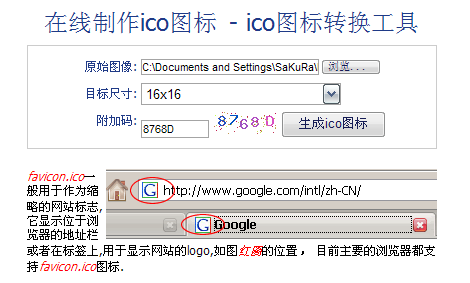 在线制作ico图标 - ico图标转换工具
原始图像: C:\Documents and Settings\SaKuRa\ 浏览...
目标尺寸: 16x16
附加码: 8768D 8768D 生成ico图标
favicon.ico一
般用于作为缩
略的网站标志,
它显示位于浏
览器的地址栏
http://www.google.com/intl/zh-CN/
G Google
或者在标签上,用于显示网站的logo,如图红圈的位置， 目前主要的浏览器都支
持favicon.ico图标.